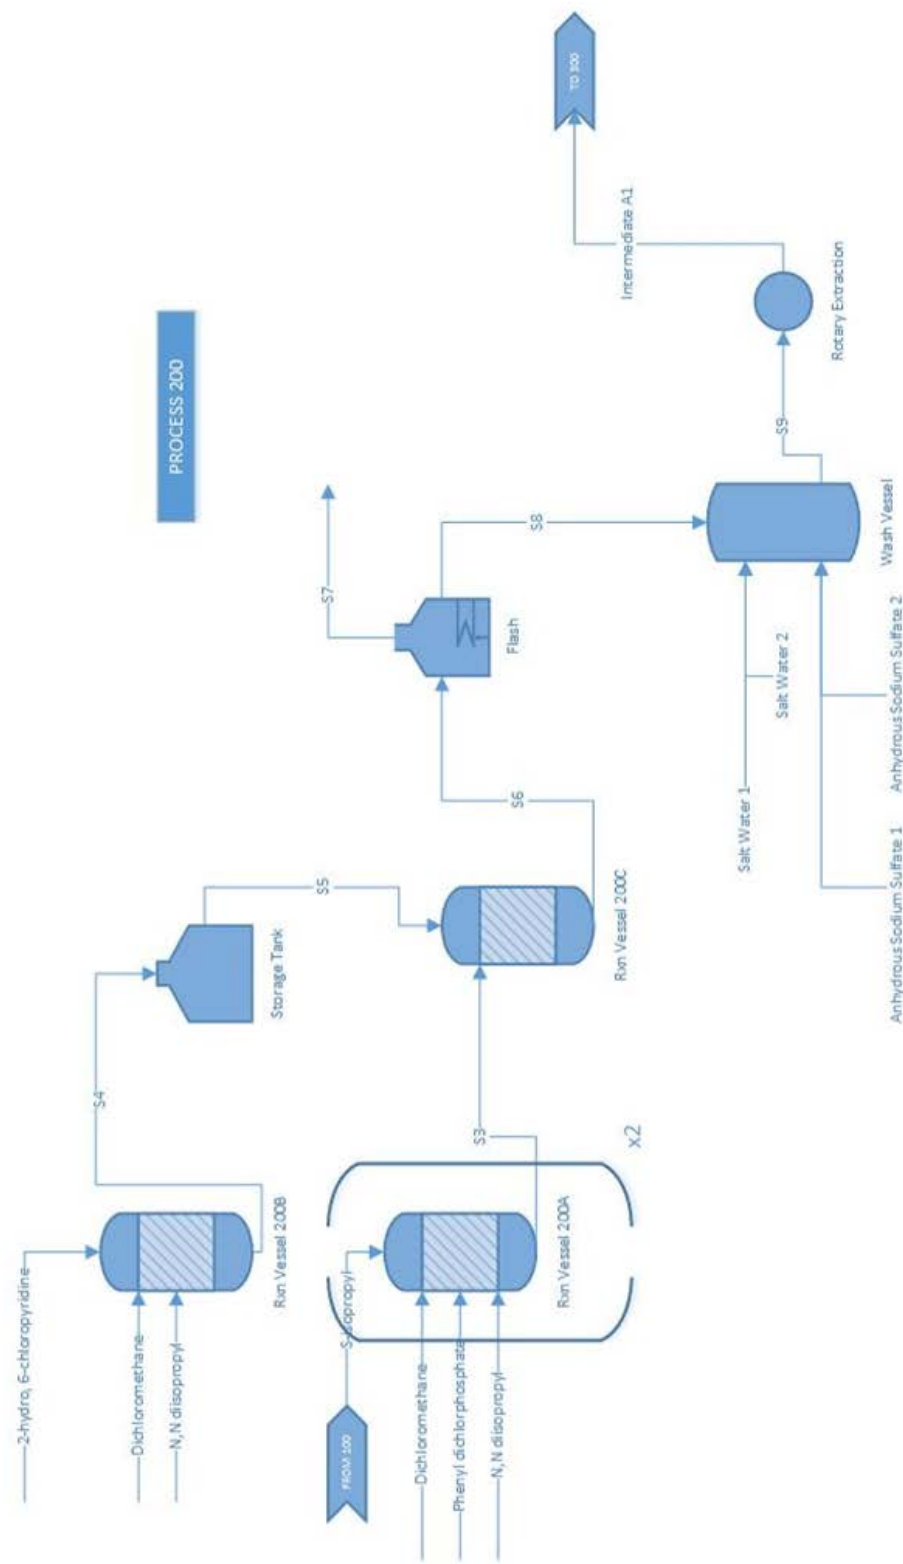 PROCESS 200
2-hydro, 6-chloropyridine
Dichloromethane
N,N diisopropyl
Rxn Vessel 200B
S4
Storage Tank
S5
FROM 100
S-isopropyl
Dichloromethane
Phenyl dichlorphosphate
N,N diisopropyl
Rxn Vessel 200A
x2
S3
Rxn Vessel 200C
S6
S7
Flash
S8
Salt Water 1
Salt Water 2
Anhydrous Sodium Sulfate 1
Anhydrous Sodium Sulfate 2
Wash Vessel
S9
Rotary Extraction
Intermediate A1
TO 300